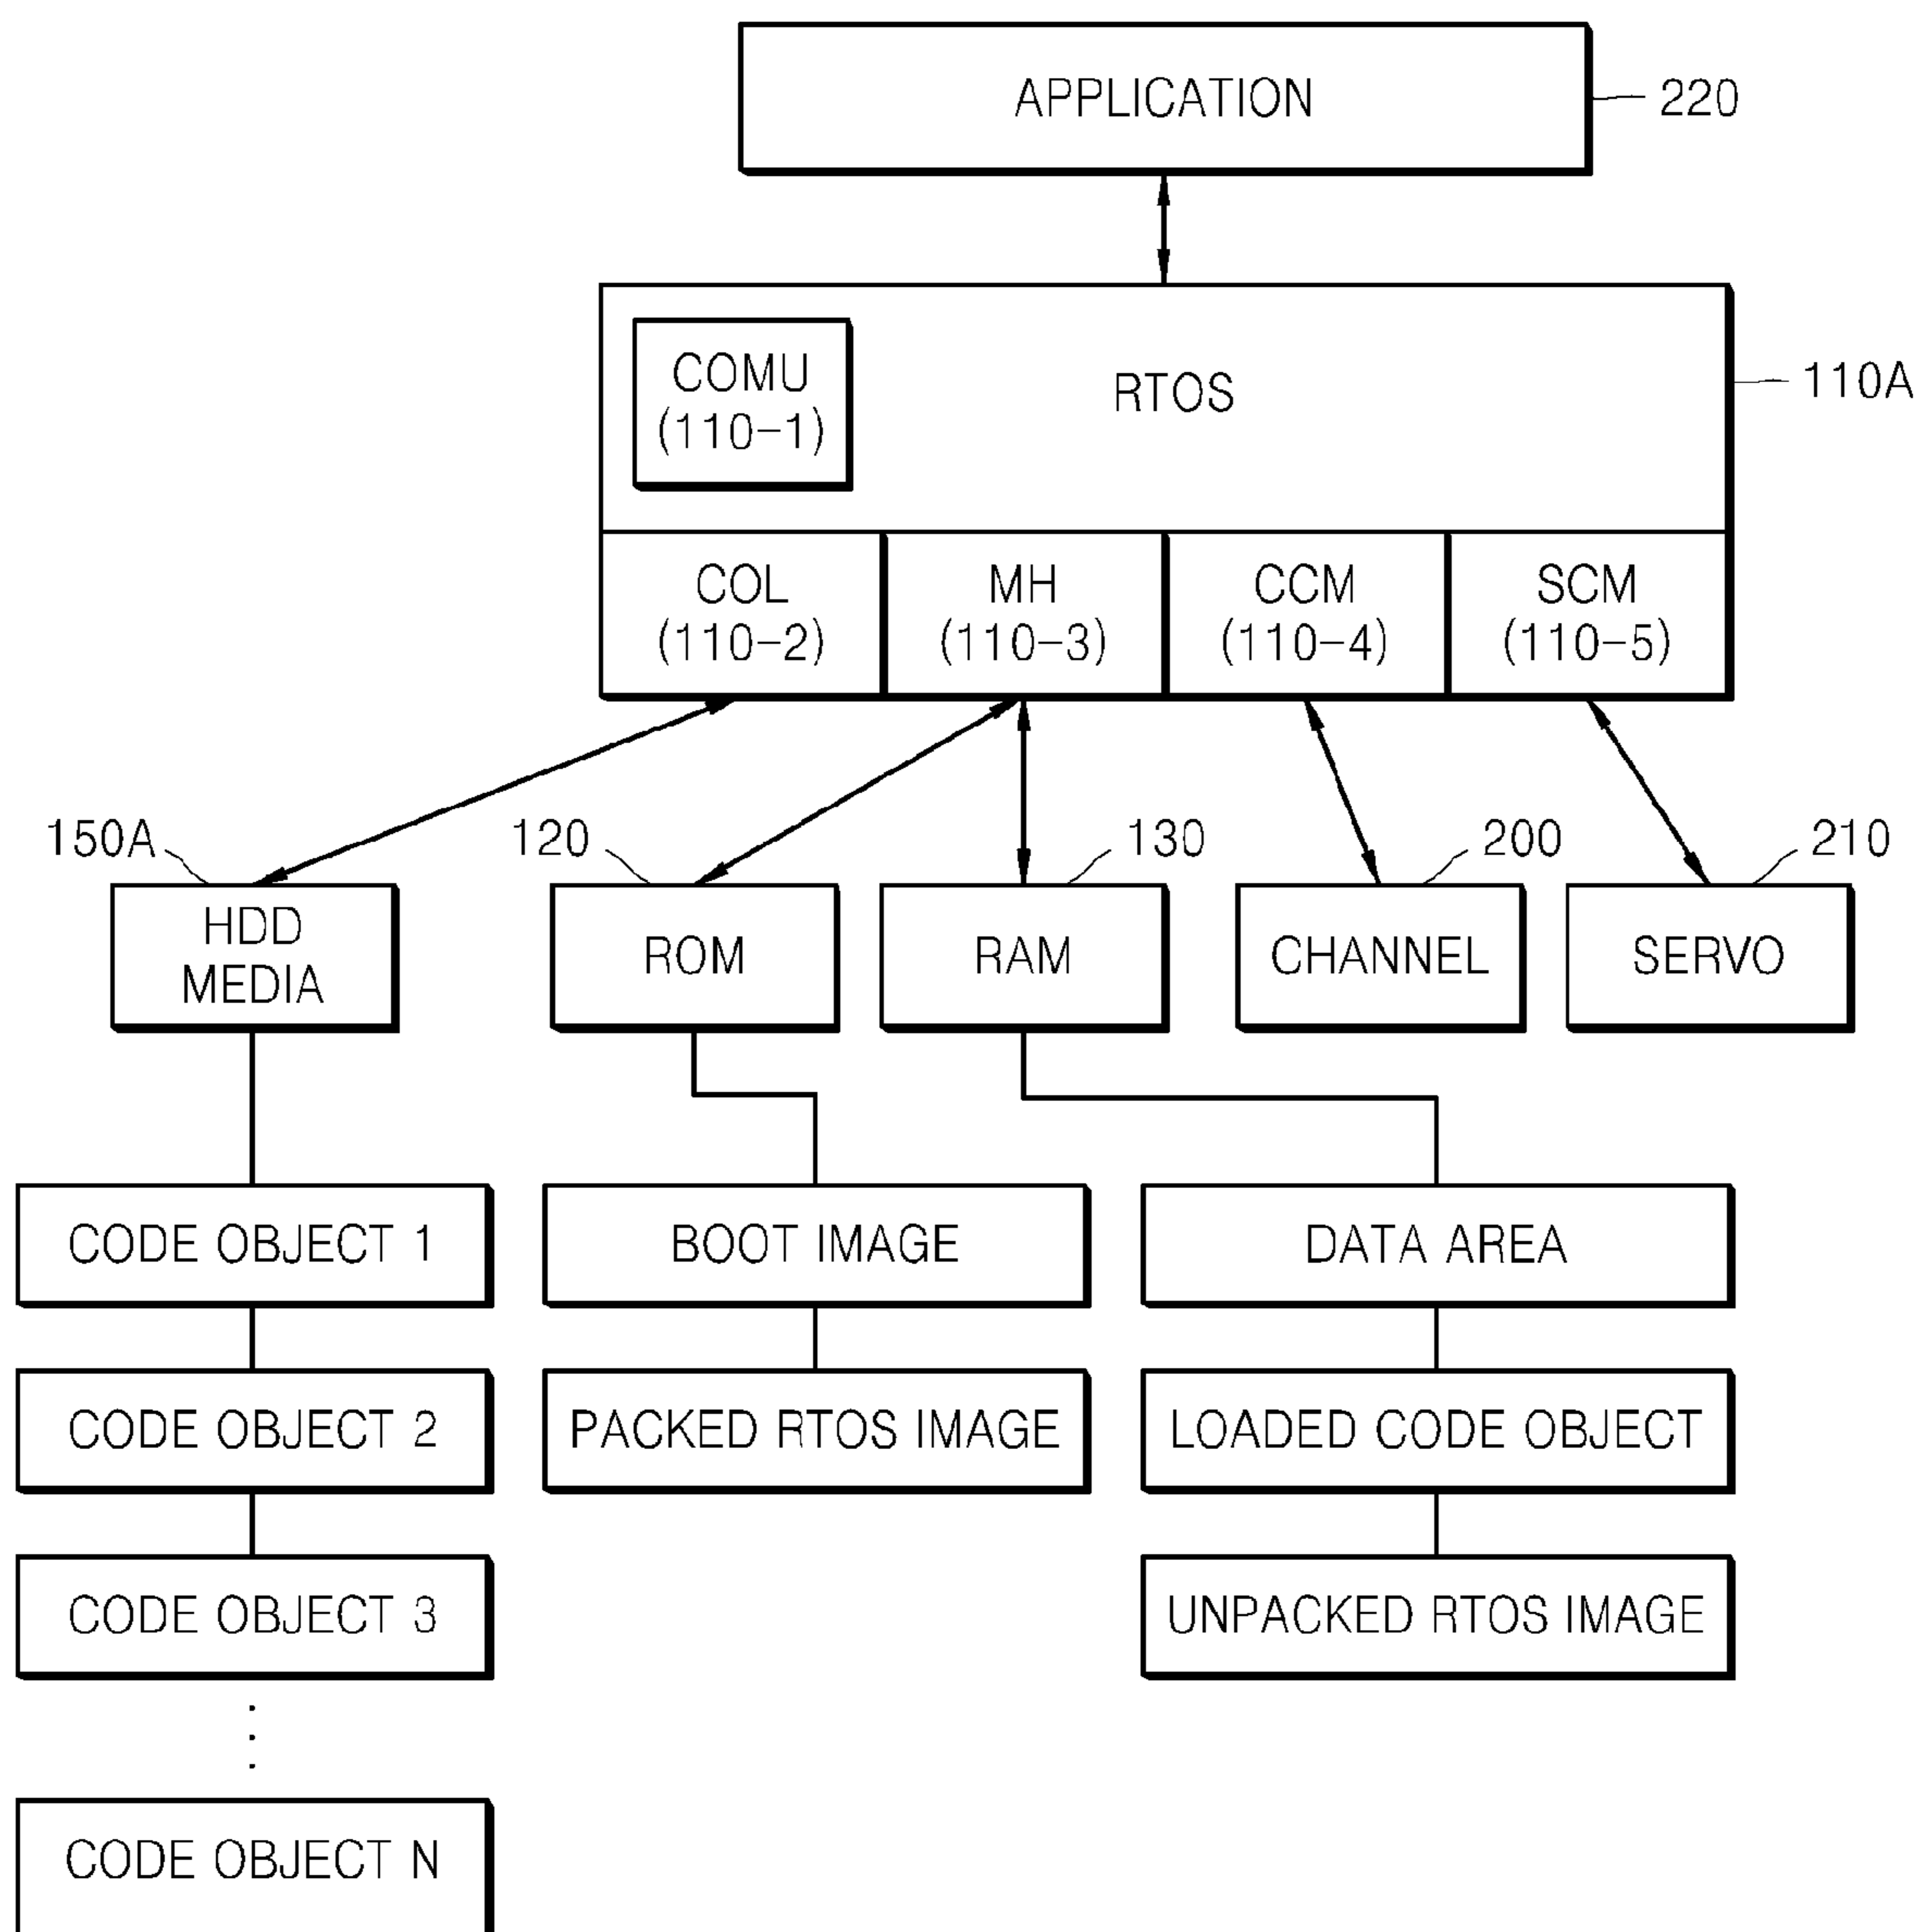 APPLICATION
220
COMU
(110-1)
RTOS
110A
COL
(110-2)
MH
(110-3)
CCM
(110-4)
SCM
(110-5)
150A
120
130
200
210
HDD
MEDIA
ROM
RAM
CHANNEL
SERVO
CODE OBJECT 1
BOOT IMAGE
DATA AREA
CODE OBJECT 2
PACKED RTOS IMAGE
LOADED CODE OBJECT
CODE OBJECT 3
UNPACKED RTOS IMAGE
CODE OBJECT N